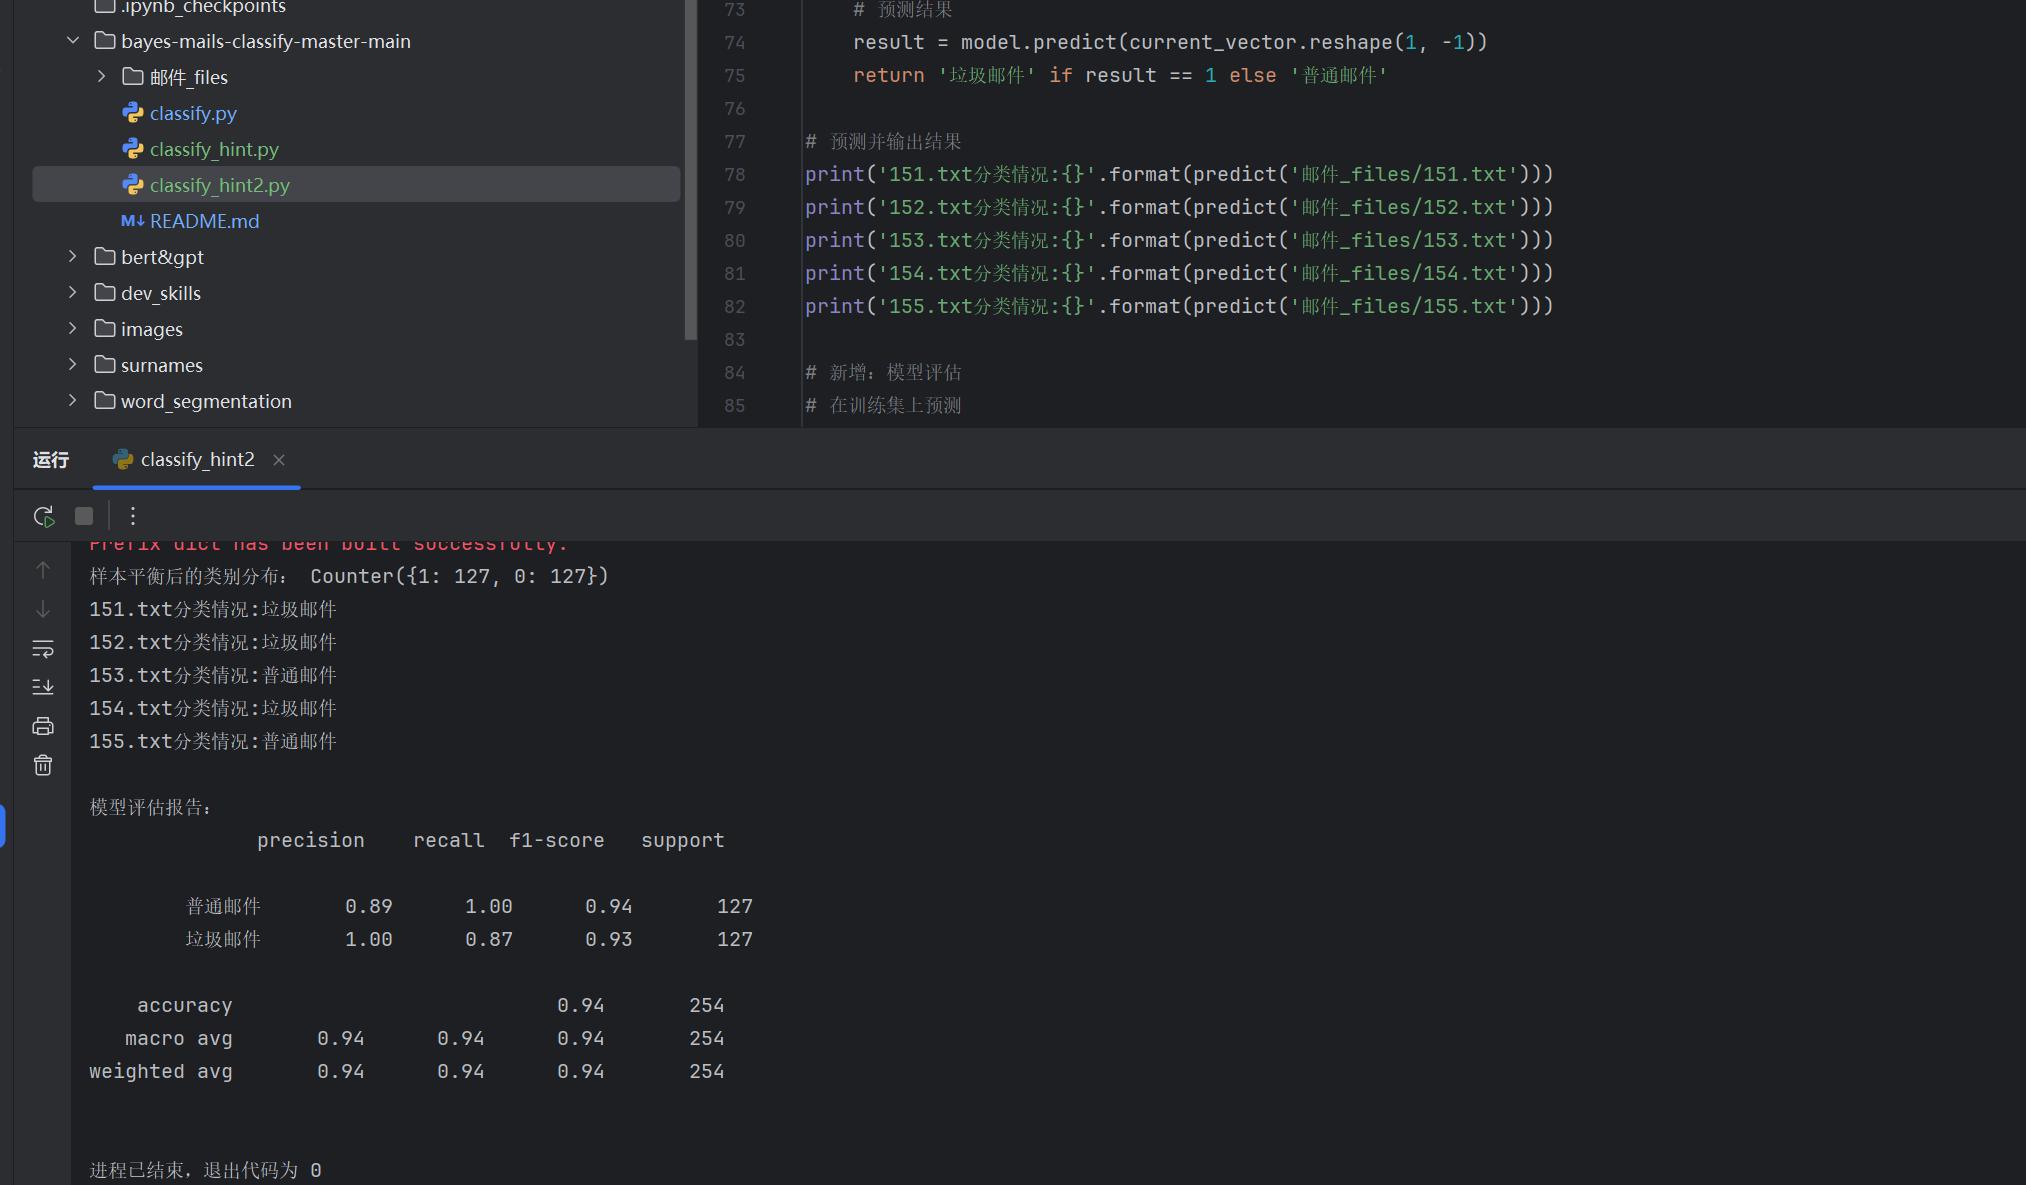 .ipynb_checkpoints
bayes-mails-classify-master-main
邮件_files
classify.py
classify_hint.py
classify_hint2.py
README.md
bert&gpt
dev_skills
images
surnames
word_segmentation
73 # 预测结果
74 result = model.predict(current_vector.reshape(1, -1))
75 return '垃圾邮件' if result == 1 else '普通邮件'
76
77 # 预测并输出结果
78 print('151.txt分类情况:{}'.format(predict('邮件_files/151.txt')))
79 print('152.txt分类情况:{}'.format(predict('邮件_files/152.txt')))
80 print('153.txt分类情况:{}'.format(predict('邮件_files/153.txt')))
81 print('154.txt分类情况:{}'.format(predict('邮件_files/154.txt')))
82 print('155.txt分类情况:{}'.format(predict('邮件_files/155.txt')))
83
84 # 新增：模型评估
85 # 在训练集上预测
运行 classify_hint2
Prefix dict has been built successfully.
样本平衡后的类别分布： Counter({1: 127, 0: 127})
151.txt分类情况:垃圾邮件
152.txt分类情况:垃圾邮件
153.txt分类情况:普通邮件
154.txt分类情况:垃圾邮件
155.txt分类情况:普通邮件
模型评估报告：
precision recall f1-score support
普通邮件 0.89 1.00 0.94 127
垃圾邮件 1.00 0.87 0.93 127
accuracy 0.94 254
macro avg 0.94 0.94 0.94 254
weighted avg 0.94 0.94 0.94 254
进程已结束，退出代码为 0